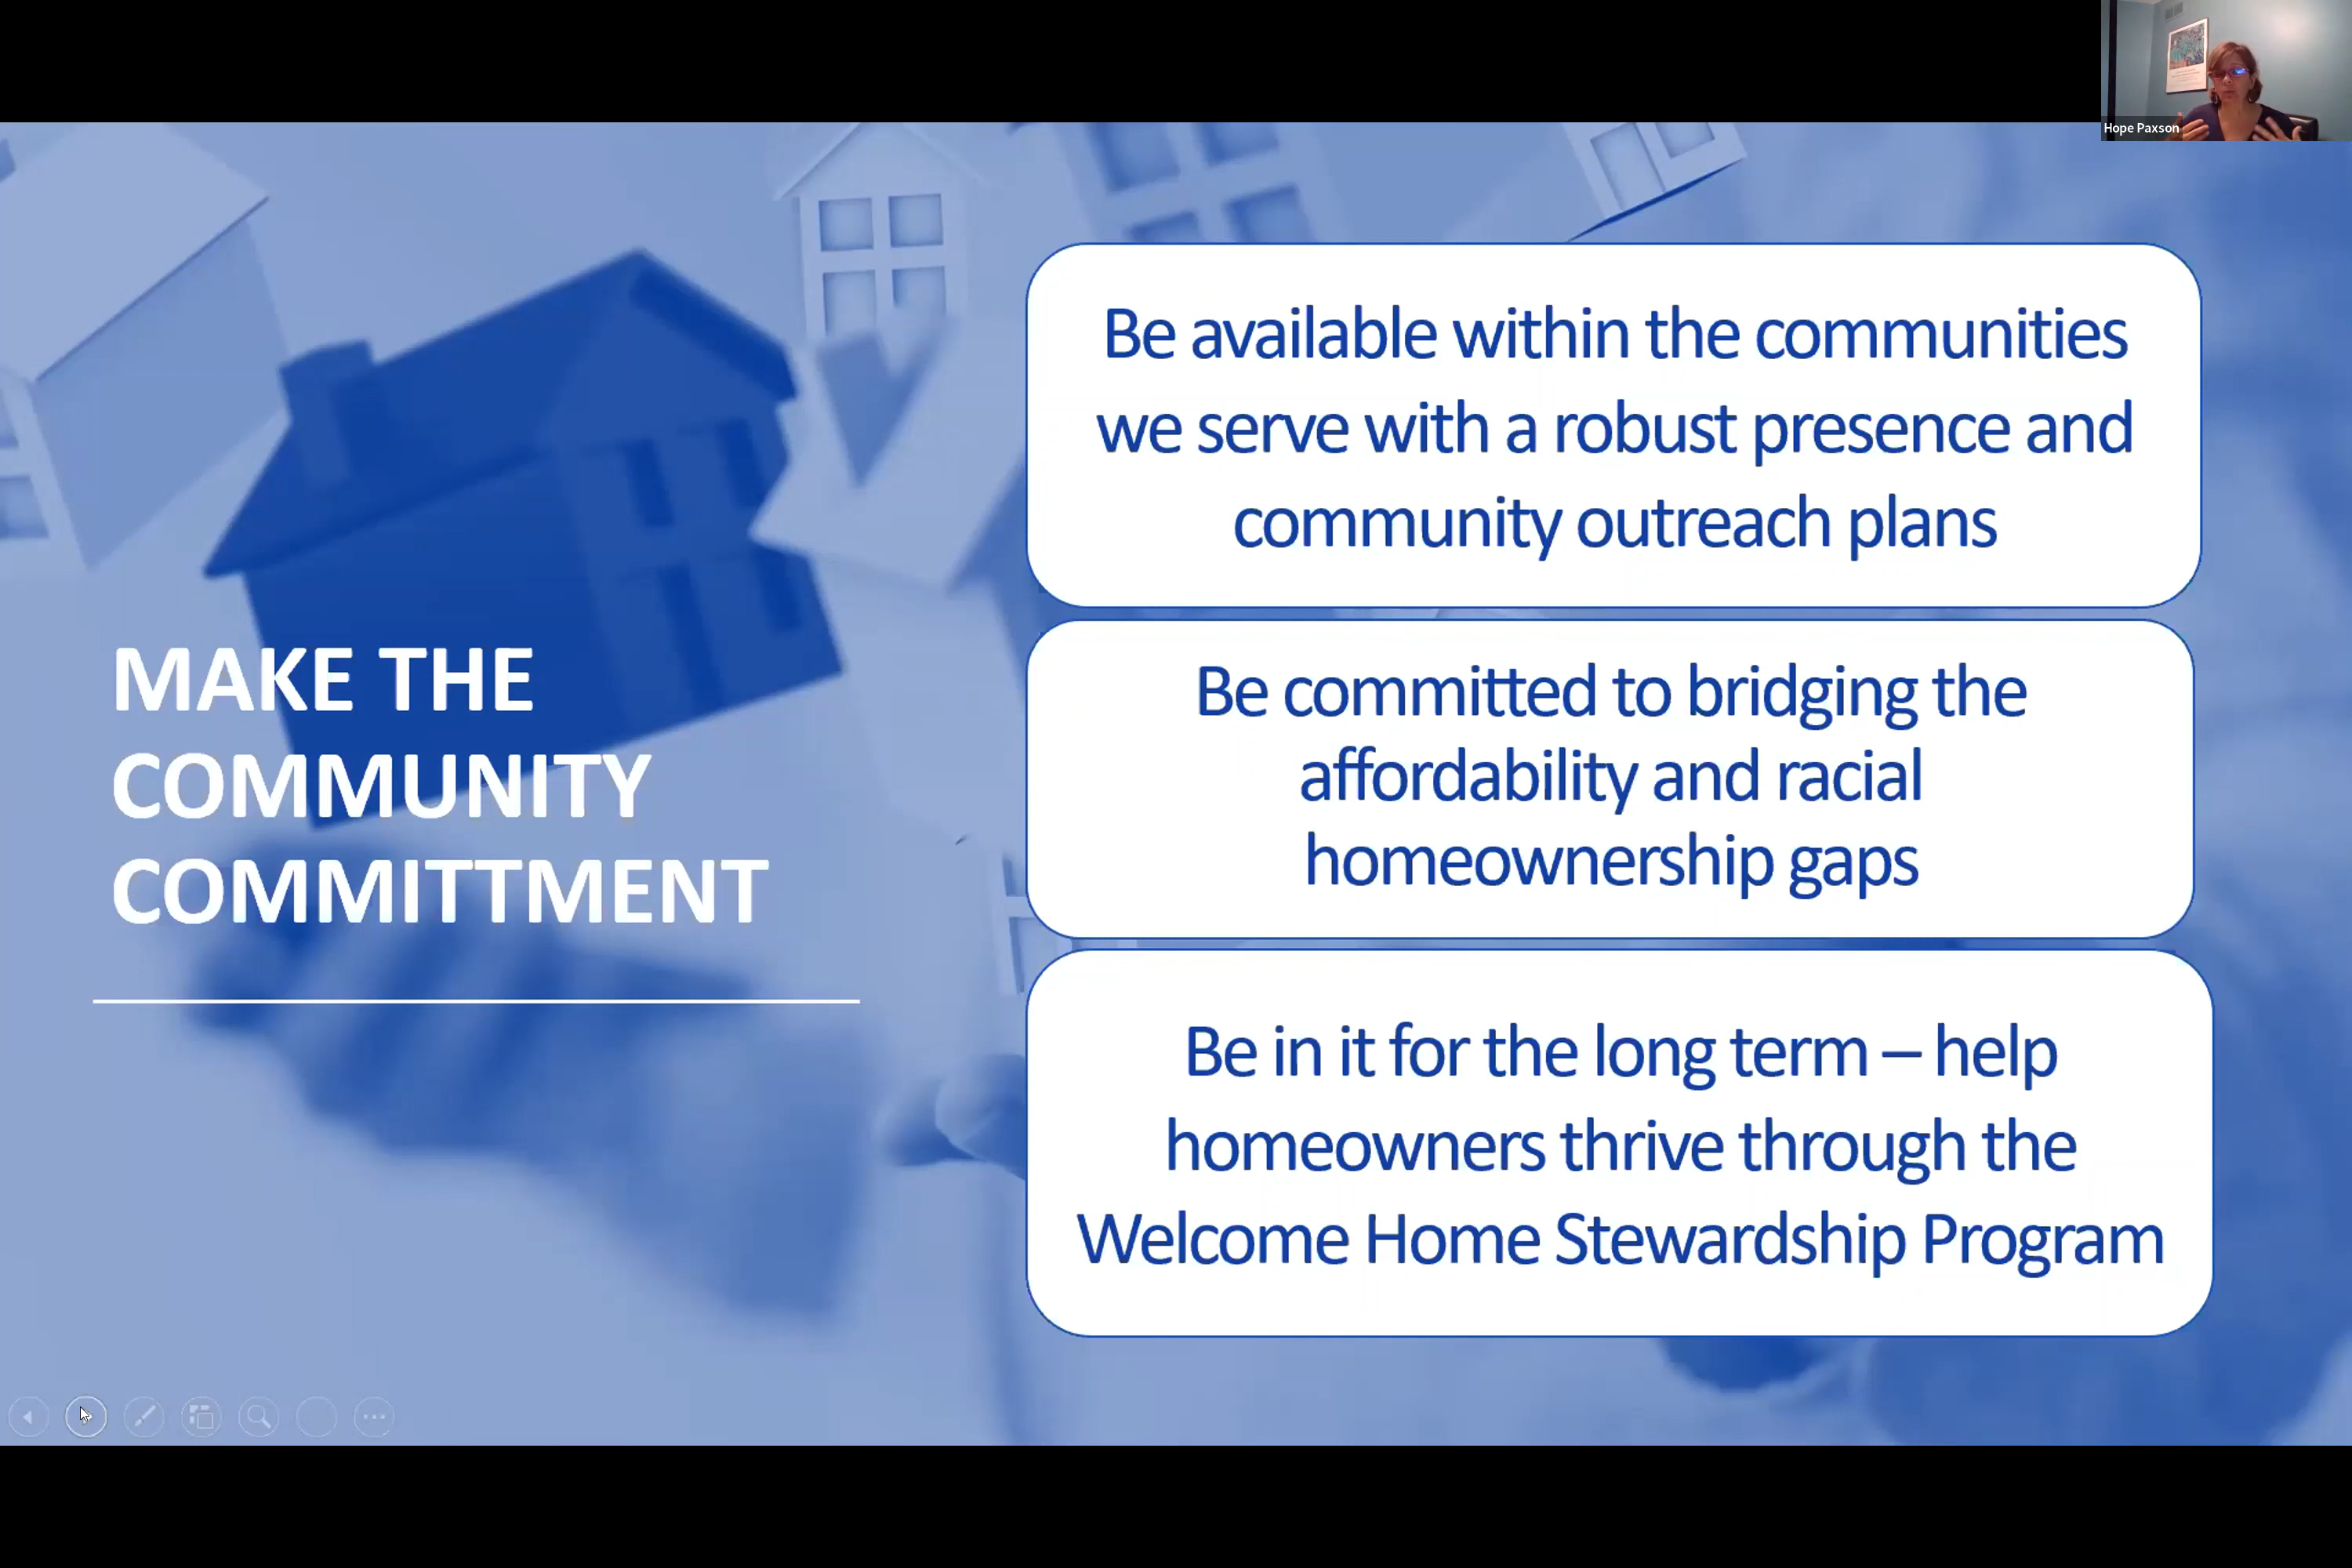 Hope Paxson
MAKE THE
COMMUNITY
COMMITTMENT
Be available within the communities
we serve with a robust presence and
community outreach plans
Be committed to bridging the
affordability and racial
homeownership gaps
Be in it for the long term – help
homeowners thrive through the
Welcome Home Stewardship Program